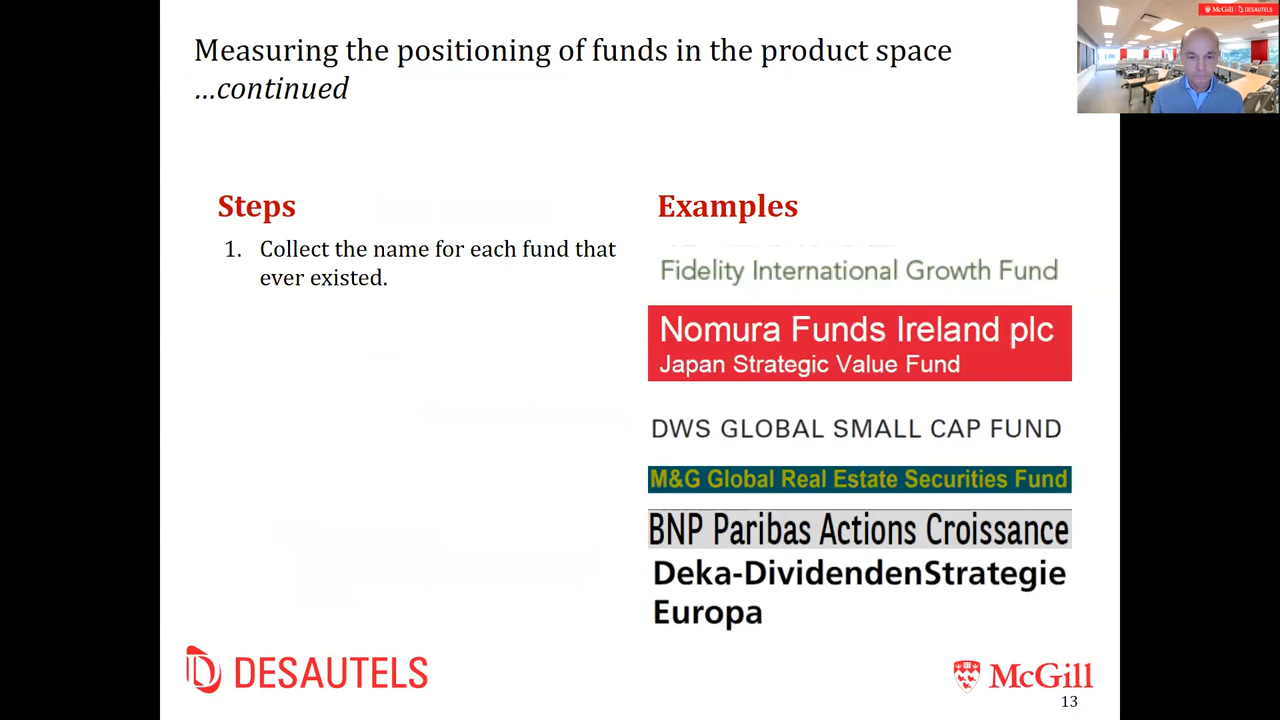 Measuring the positioning of funds in the product space
...continued
McGill DESAUTELS
Steps
1. Collect the name for each fund that
ever existed.
Examples
Fidelity International Growth Fund
Nomura Funds Ireland plc
Japan Strategic Value Fund
DWS GLOBAL SMALL CAP FUND
M&G Global Real Estate Securities Fund
BNP Paribas Actions Croissance
Deka-DividendenStrategie
Europa
DESAUTELS
McGill
13